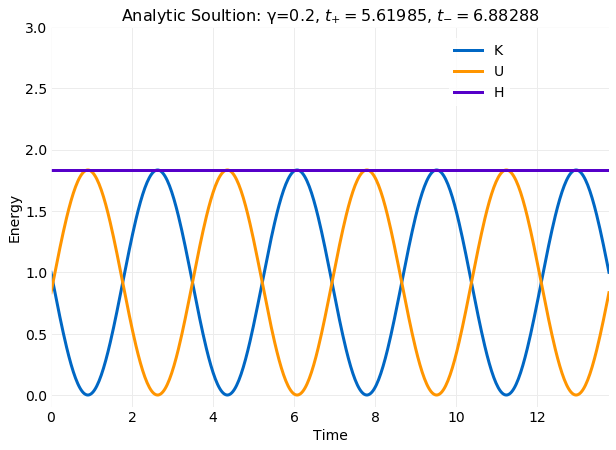 Analytic Soultion: γ=0.2, t₊ = 5.61985, t₋ = 6.88288
3.0
2.5
2.0
1.5
1.0
0.5
0.0
Energy
K
U
H
0 2 4 6 8 10 12
Time